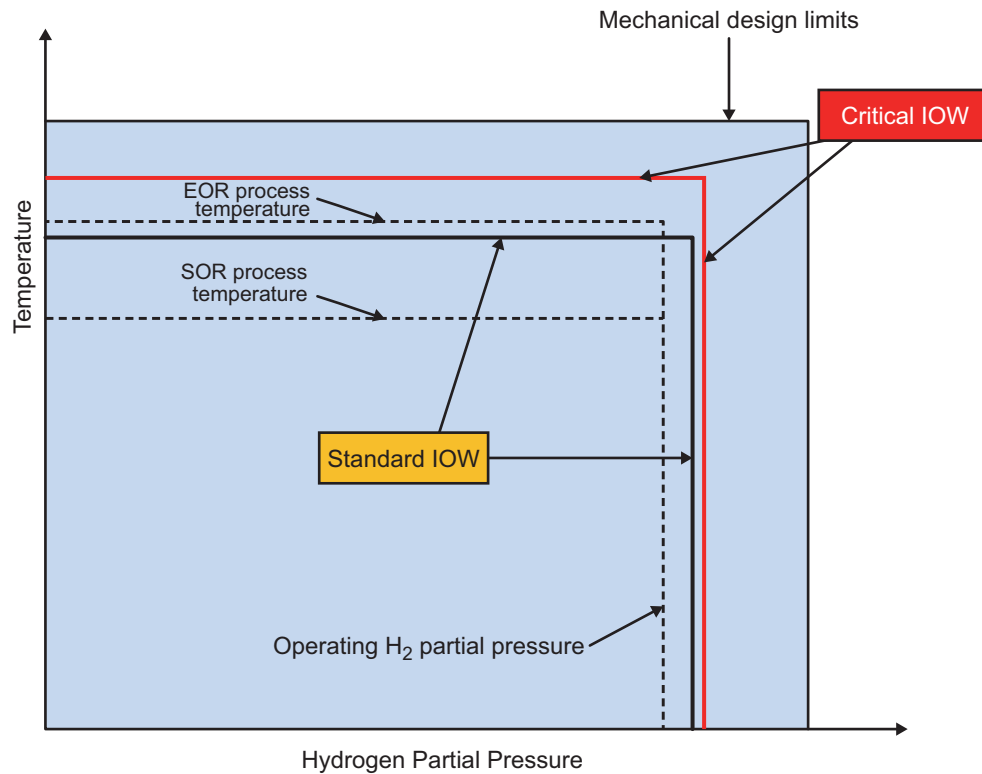 Mechanical design limits
Critical IOW
EOR process
temperature
SOR process
temperature
Temperature
Standard IOW
Operating H₂ partial pressure
Hydrogen Partial Pressure